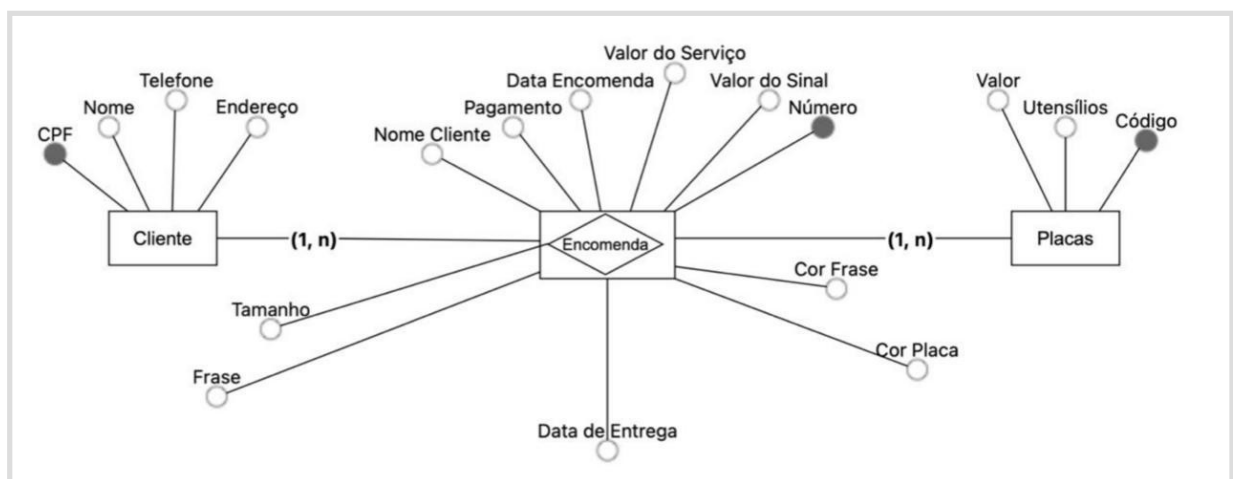 Valor do Serviço
Telefone
Data Encomenda
Valor do Sinal
Valor
Nome
Endereço
Pagamento
Número
Utensílios
CPF
Nome Cliente
Código
Cliente
(1, n)
Encomenda
(1, n)
Placas
Cor Frase
Tamanho
Cor Placa
Frase
Data de Entrega